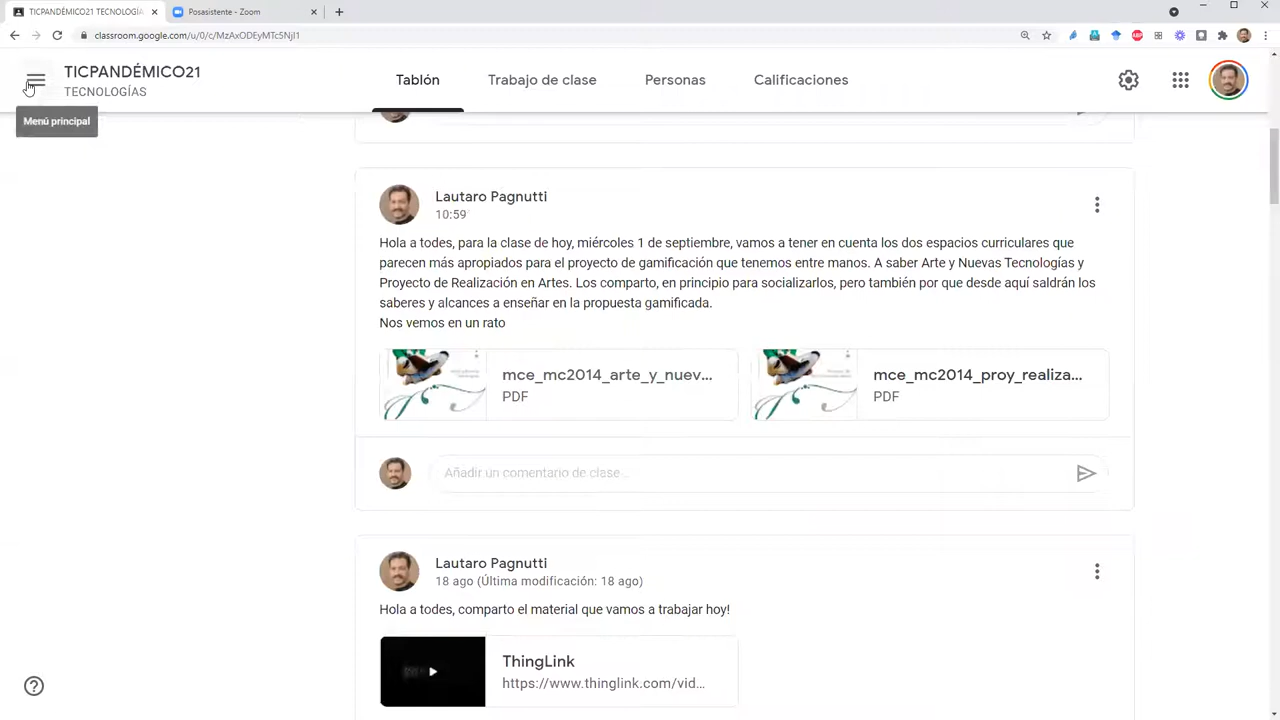 TICPANDÉMICO21 TECNOLOGÍA
Posasistente - Zoom
classroom.google.com/u/0/c/MzAxODEyMTc5NjI1
TICPANDÉMICO21
TECNOLOGÍAS
Tablón
Trabajo de clase
Personas
Calificaciones
Menú principal
Lautaro Pagnutti
10:59
Hola a todes, para la clase de hoy, miércoles 1 de septiembre, vamos a tener en cuenta los dos espacios curriculares que
parecen más apropiados para el proyecto de gamificación que tenemos entre manos. A saber Arte y Nuevas Tecnologías y
Proyecto de Realización en Artes. Los comparto, en principio para socializarlos, pero también por que desde aquí saldrán los
saberes y alcances a enseñar en la propuesta gamificada.
Nos vemos en un rato
mce_mc2014_arte_y_nuev...
PDF
mce_mc2014_proy_realiza...
PDF
Añadir un comentario de clase...
Lautaro Pagnutti
18 ago (Última modificación: 18 ago)
Hola a todes, comparto el material que vamos a trabajar hoy!
ThingLink
https://www.thinglink.com/vid...